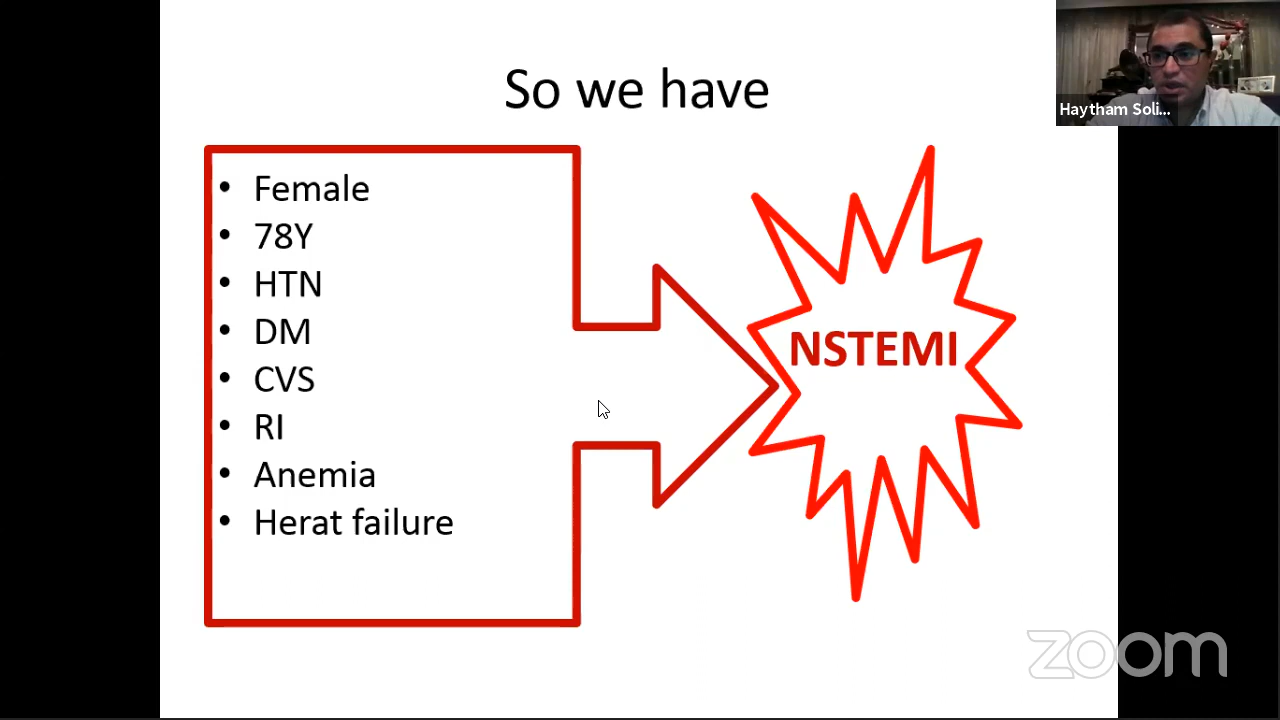 So we have
Haytham Soli...
• Female
• 78Y
• HTN
• DM
• CVS
• RI
• Anemia
• Herat failure
NSTEMI
zoom